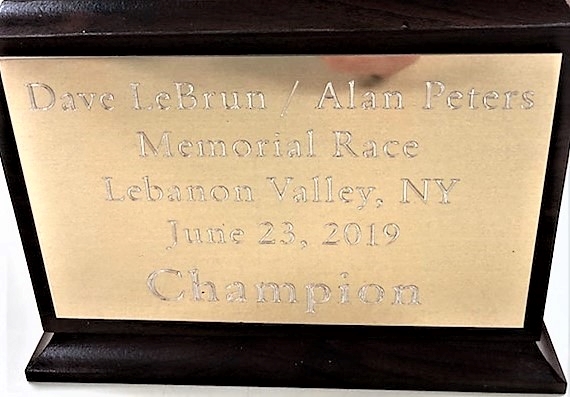 Dave LeBrun / Alan Peters
Memorial Race
Lebanon Valley, NY
June 23, 2019
Champion